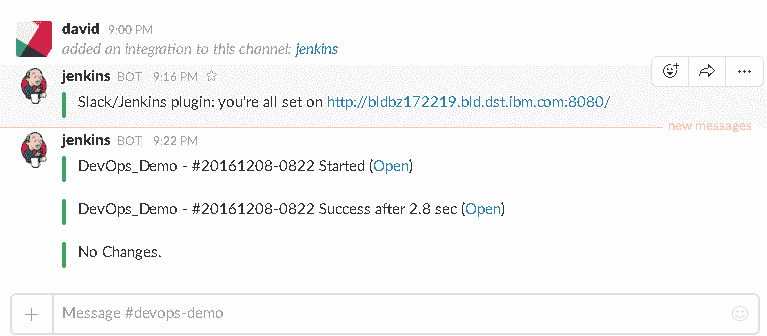 david 9:00 PM
added an integration to this channel: jenkins
jenkins BOT 9:16 PM
Slack/Jenkins plugin: you're all set on http://bldbz172219.bld.dst.ibm.com:8080/
new messages
jenkins BOT 9:22 PM
DevOps_Demo - #20161208-0822 Started (Open)
DevOps_Demo - #20161208-0822 Success after 2.8 sec (Open)
No Changes.
Message #devops-demo